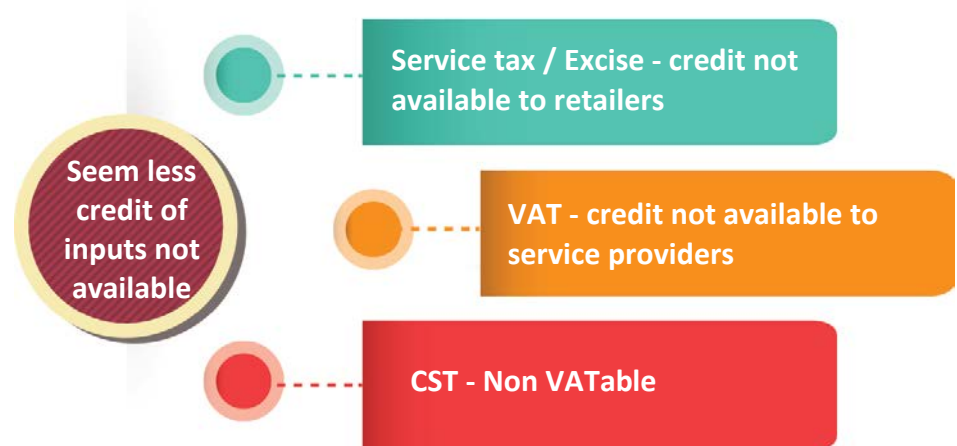 Seem less
credit of
inputs not
available
Service tax / Excise - credit not
available to retailers
VAT - credit not available to
service providers
CST - Non VATable